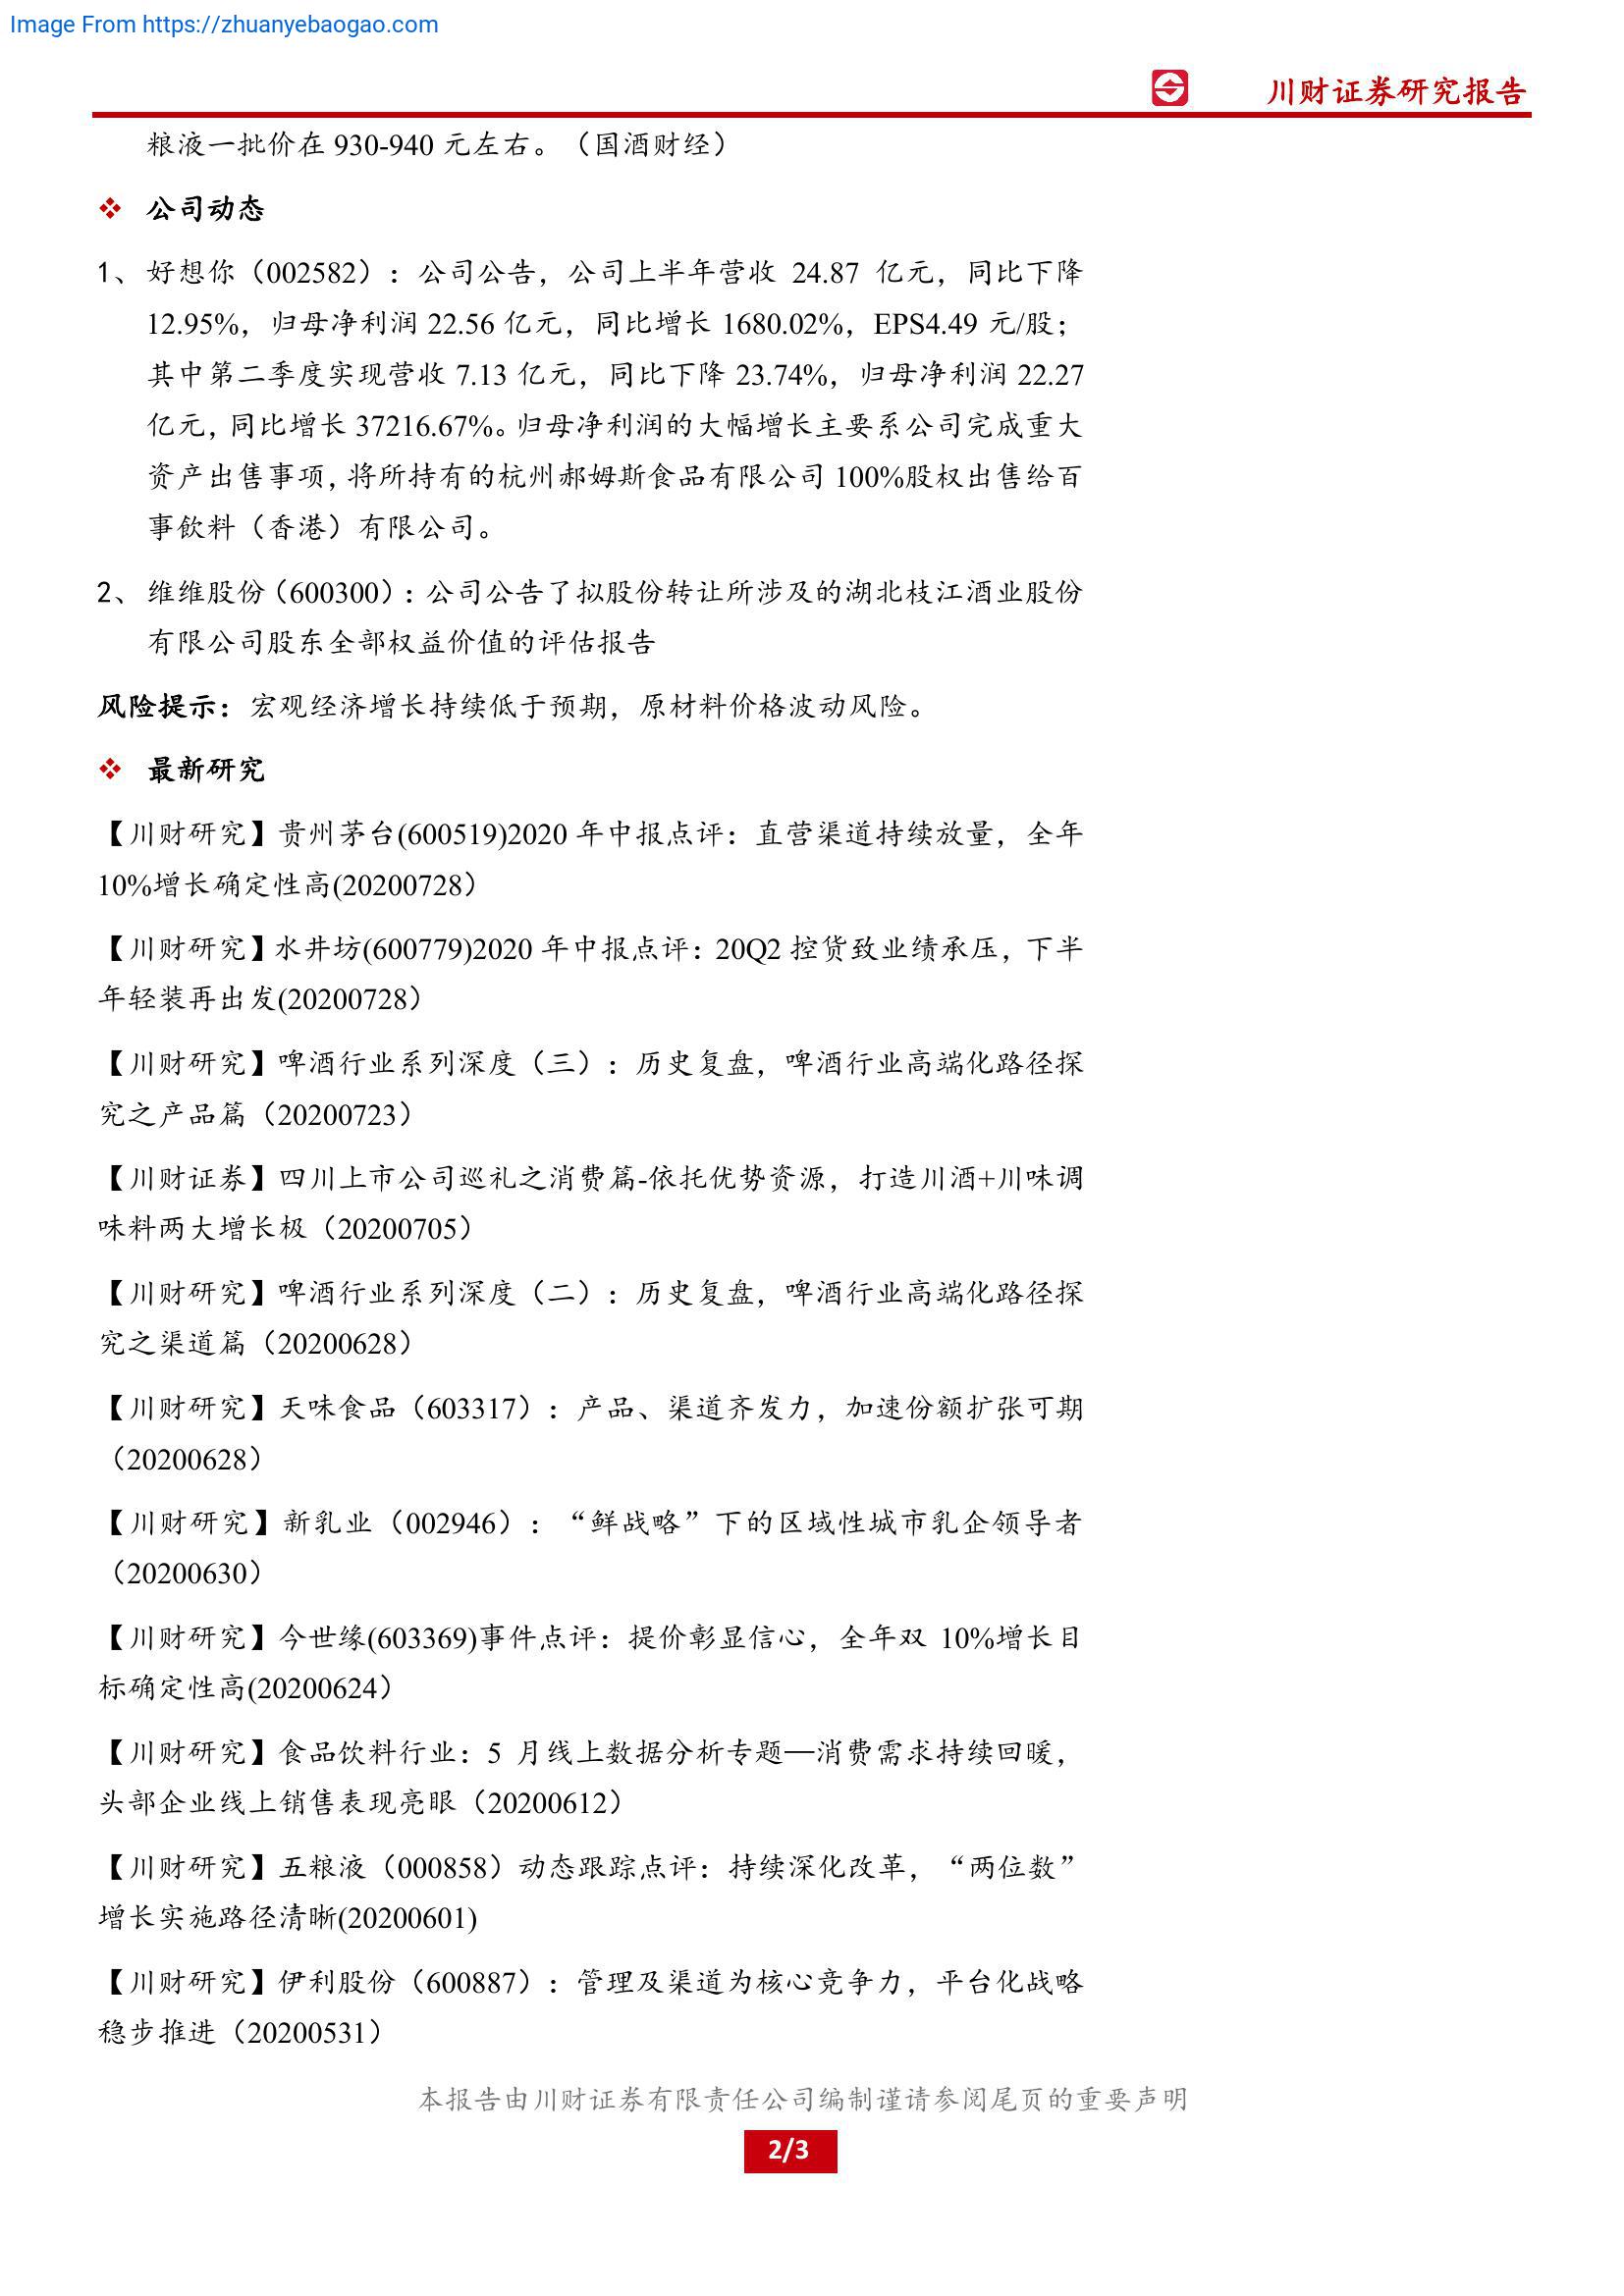 Image From https://zhuanyebaogao.com
川财证券研究报告
粮液一批价在 930-940 元左右。（国酒财经）
❖ 公司动态
1、 好想你（002582）：公司公告，公司上半年营收 24.87 亿元，同比下降
12.95%，归母净利润 22.56 亿元，同比增长 1680.02%，EPS4.49 元/股；
其中第二季度实现营收 7.13 亿元，同比下降 23.74%，归母净利润 22.27
亿元，同比增长 37216.67%。归母净利润的大幅增长主要系公司完成重大
资产出售事项，将所持有的杭州郝姆斯食品有限公司 100%股权出售给百
事飲料（香港）有限公司。
2、 维维股份（600300）：公司公告了拟股份转让所涉及的湖北枝江酒业股份
有限公司股东全部权益价值的评估报告
风险提示：宏观经济增长持续低于预期，原材料价格波动风险。
❖ 最新研究
【川财研究】贵州茅台(600519)2020 年中报点评：直营渠道持续放量，全年
10%增长确定性高(20200728）
【川财研究】水井坊(600779)2020 年中报点评：20Q2 控货致业绩承压，下半
年轻装再出发(20200728）
【川财研究】啤酒行业系列深度（三）：历史复盘，啤酒行业高端化路径探
究之产品篇（20200723）
【川财证券】四川上市公司巡礼之消费篇-依托优势资源，打造川酒+川味调
味料两大增长极（20200705）
【川财研究】啤酒行业系列深度（二）：历史复盘，啤酒行业高端化路径探
究之渠道篇（20200628）
【川财研究】天味食品（603317）：产品、渠道齐发力，加速份额扩张可期
（20200628）
【川财研究】新乳业（002946）：“鲜战略”下的区域性城市乳企领导者
（20200630）
【川财研究】今世缘(603369)事件点评：提价彰显信心，全年双 10%增长目
标确定性高(20200624）
【川财研究】食品饮料行业：5 月线上数据分析专题—消费需求持续回暖，
头部企业线上销售表现亮眼（20200612）
【川财研究】五粮液（000858）动态跟踪点评：持续深化改革，“两位数”
增长实施路径清晰(20200601)
【川财研究】伊利股份（600887）：管理及渠道为核心竞争力，平台化战略
稳步推进（20200531）
本报告由川财证券有限责任公司编制谨请参阅尾页的重要声明
2/3